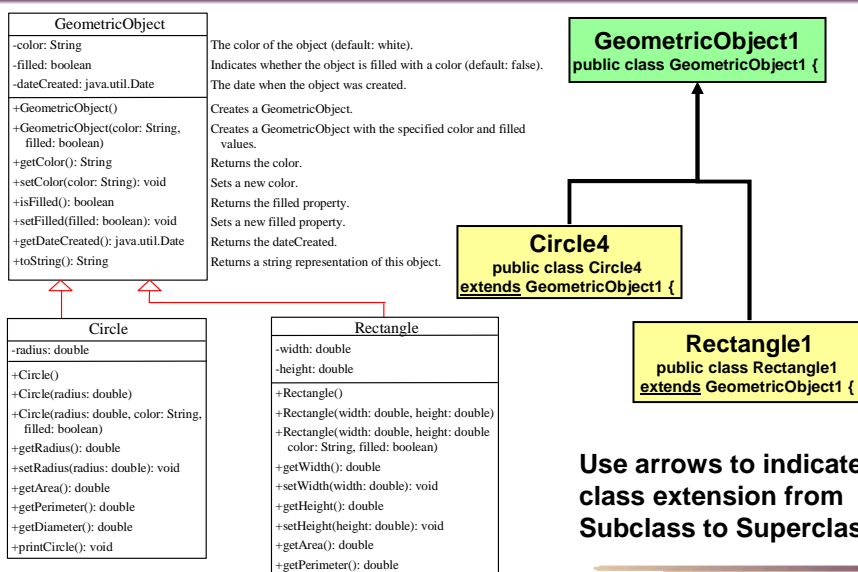 GeometricObject
-color: String
The color of the object (default: white).
-filled: boolean
Indicates whether the object is filled with a color (default: false).
-dateCreated: java.util.Date
The date when the object was created.
+GeometricObject()
Creates a GeometricObject.
+GeometricObject(color: String,
filled: boolean)
Creates a GeometricObject with the specified color and filled
values.
+getColor(): String
Returns the color.
+setColor(color: String): void
Sets a new color.
+isFilled(): boolean
Returns the filled property.
+setFilled(filled: boolean): void
Sets a new filled property.
+getDateCreated(): java.util.Date
Returns the dateCreated.
+toString(): String
Returns a string representation of this object.
Circle
-radius: double
+Circle()
+Circle(radius: double)
+Circle(radius: double, color: String,
filled: boolean)
+getRadius(): double
+setRadius(radius: double): void
+getArea(): double
+getPerimeter(): double
+getDiameter(): double
+printCircle(): void
Rectangle
-width: double
-height: double
+Rectangle()
+Rectangle(width: double, height: double)
+Rectangle(width: double, height: double
color: String, filled: boolean)
+getWidth(): double
+setWidth(width: double): void
+getHeight(): double
+setHeight(height: double): void
+getArea(): double
+getPerimeter(): double
GeometricObject1
public class GeometricObject1 {
Circle4
public class Circle4
extends GeometricObject1 {
Rectangle1
public class Rectangle1
extends GeometricObject1 {
Use arrows to indicate
class extension from
Subclass to Superclas